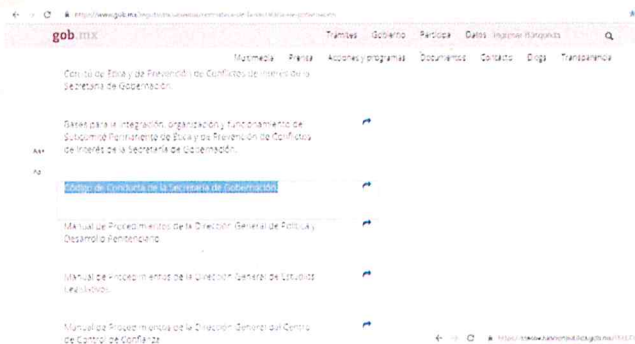 gob.mx
Trámites Gobierno Participa Datos
Multimedia Prensa Acciones y programas Documentos Contacto Blogs Transparencia
Comité de Ética y de Prevención de Conflictos de Interés de la
Secretaría de Gobernación.
Bases para la integración, organización y funcionamiento del
Subcomité Permanente de Ética y de Prevención de Conflictos
de Interés de la Secretaría de Gobernación.
Código de Conducta de la Secretaría de Gobernación.
Manual de Procedimientos de la Dirección General de Política y
Desarrollo Penitenciario.
Manual de Procedimientos de la Dirección General de Estudios
Legislativos.
Manual de Procedimientos de la Dirección General del Centro
de Control de Confianza